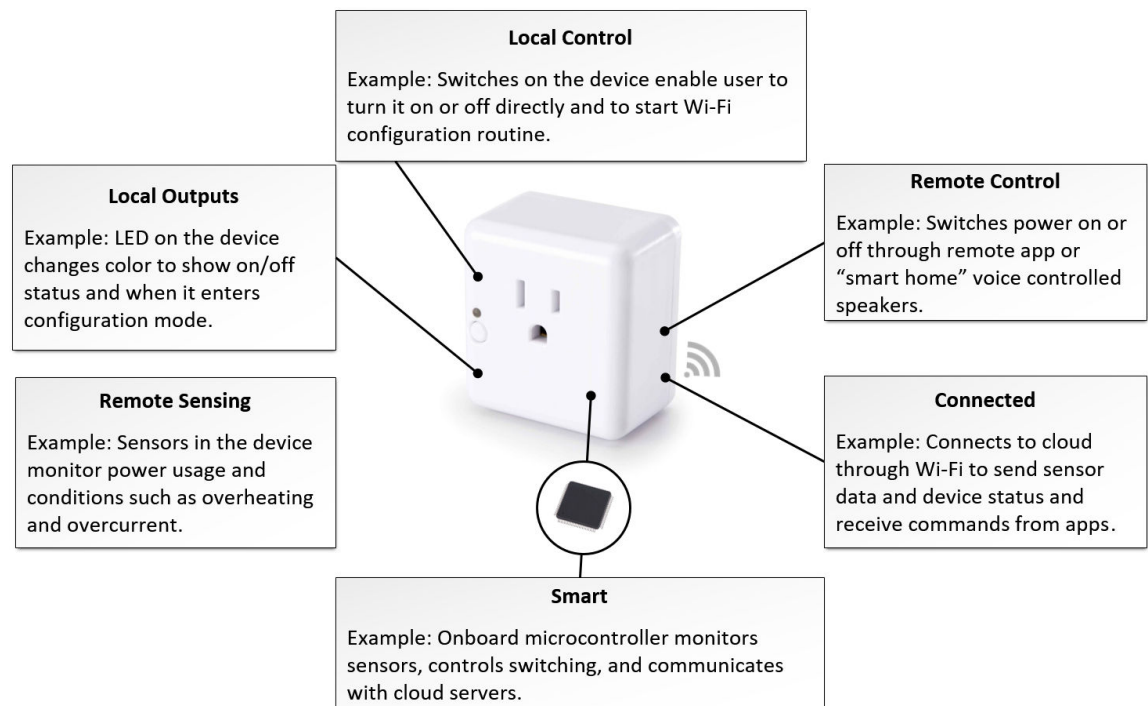 Local Control
Example: Switches on the device enable user to
turn it on or off directly and to start Wi-Fi
configuration routine.
Local Outputs
Example: LED on the device
changes color to show on/off
status and when it enters
configuration mode.
Remote Control
Example: Switches power on or
off through remote app or
“smart home” voice controlled
speakers.
Remote Sensing
Example: Sensors in the device
monitor power usage and
conditions such as overheating
and overcurrent.
Connected
Example: Connects to cloud
through Wi-Fi to send sensor
data and device status and
receive commands from apps.
Smart
Example: Onboard microcontroller monitors
sensors, controls switching, and communicates
with cloud servers.